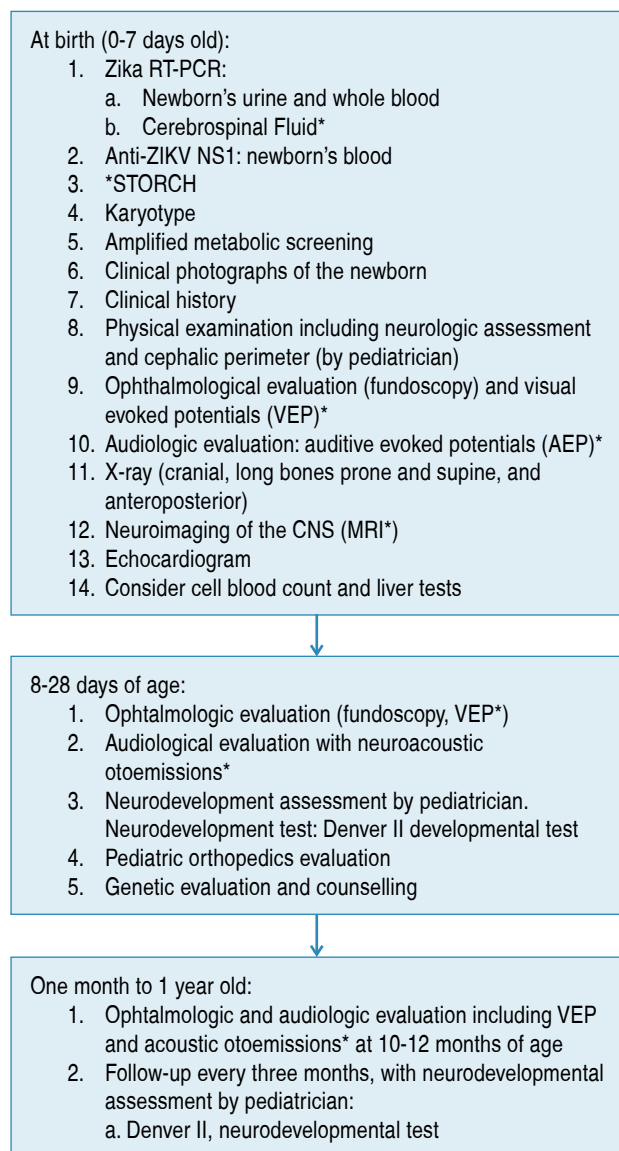 At birth (0-7 days old):
1. Zika RT-PCR:
a. Newborn's urine and whole blood
b. Cerebrospinal Fluid*
2. Anti-ZIKV NS1: newborn's blood
3. *STORCH
4. Karyotype
5. Amplified metabolic screening
6. Clinical photographs of the newborn
7. Clinical history
8. Physical examination including neurologic assessment
and cephalic perimeter (by pediatrician)
9. Ophthalmological evaluation (fundoscopy) and visual
evoked potentials (VEP)*
10. Audiologic evaluation: auditive evoked potentials (AEP)*
11. X-ray (cranial, long bones prone and supine, and
anteroposterior)
12. Neuroimaging of the CNS (MRI*)
13. Echocardiogram
14. Consider cell blood count and liver tests
8-28 days of age:
1. Ophtalmologic evaluation (fundoscopy, VEP*)
2. Audiological evaluation with neuroacoustic
otoemissions*
3. Neurodevelopment assessment by pediatrician.
Neurodevelopment test: Denver II developmental test
4. Pediatric orthopedics evaluation
5. Genetic evaluation and counselling
One month to 1 year old:
1. Ophtalmologic and audiologic evaluation including VEP
and acoustic otoemissions* at 10-12 months of age
2. Follow-up every three months, with neurodevelopmental
assessment by pediatrician:
a. Denver II, neurodevelopmental test